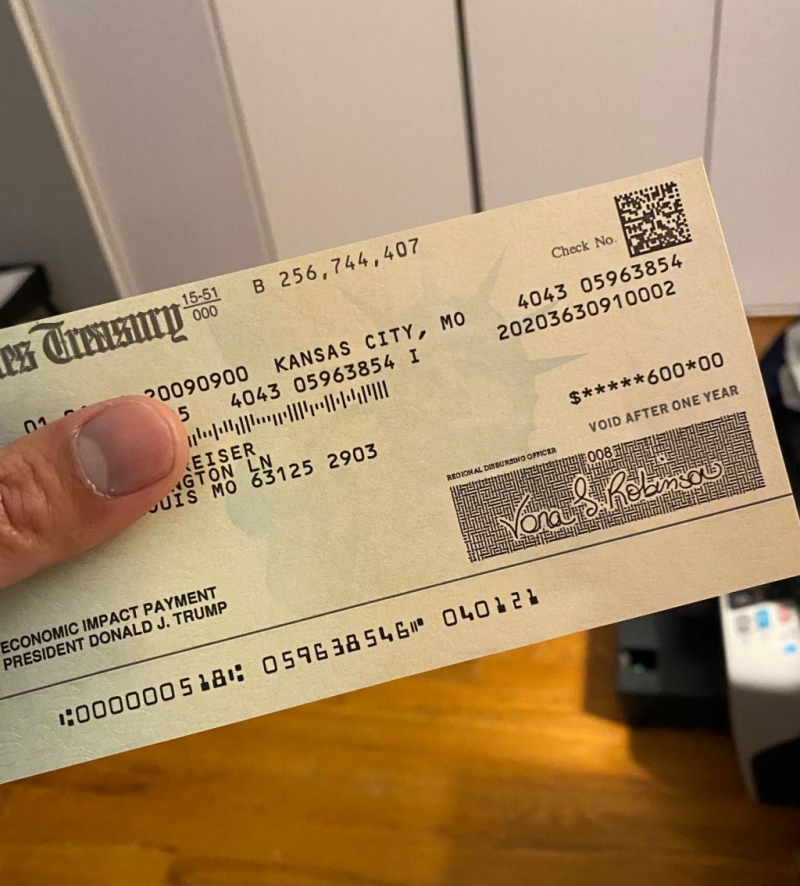 Treasury 15-51
000
B 256,744,407
Check No.
20090900 KANSAS CITY, MO
4043 05963854
5 4043 05963854 I
20203630910002
$*****600*00
VOID AFTER ONE YEAR
LN
MO 63125 2903
REGIONAL DISBURSING OFFICER
008
Vona S. Robinson
ECONOMIC IMPACT PAYMENT
PRESIDENT DONALD J. TRUMP
⑆000000518⑆ 059638546⑈ 040121